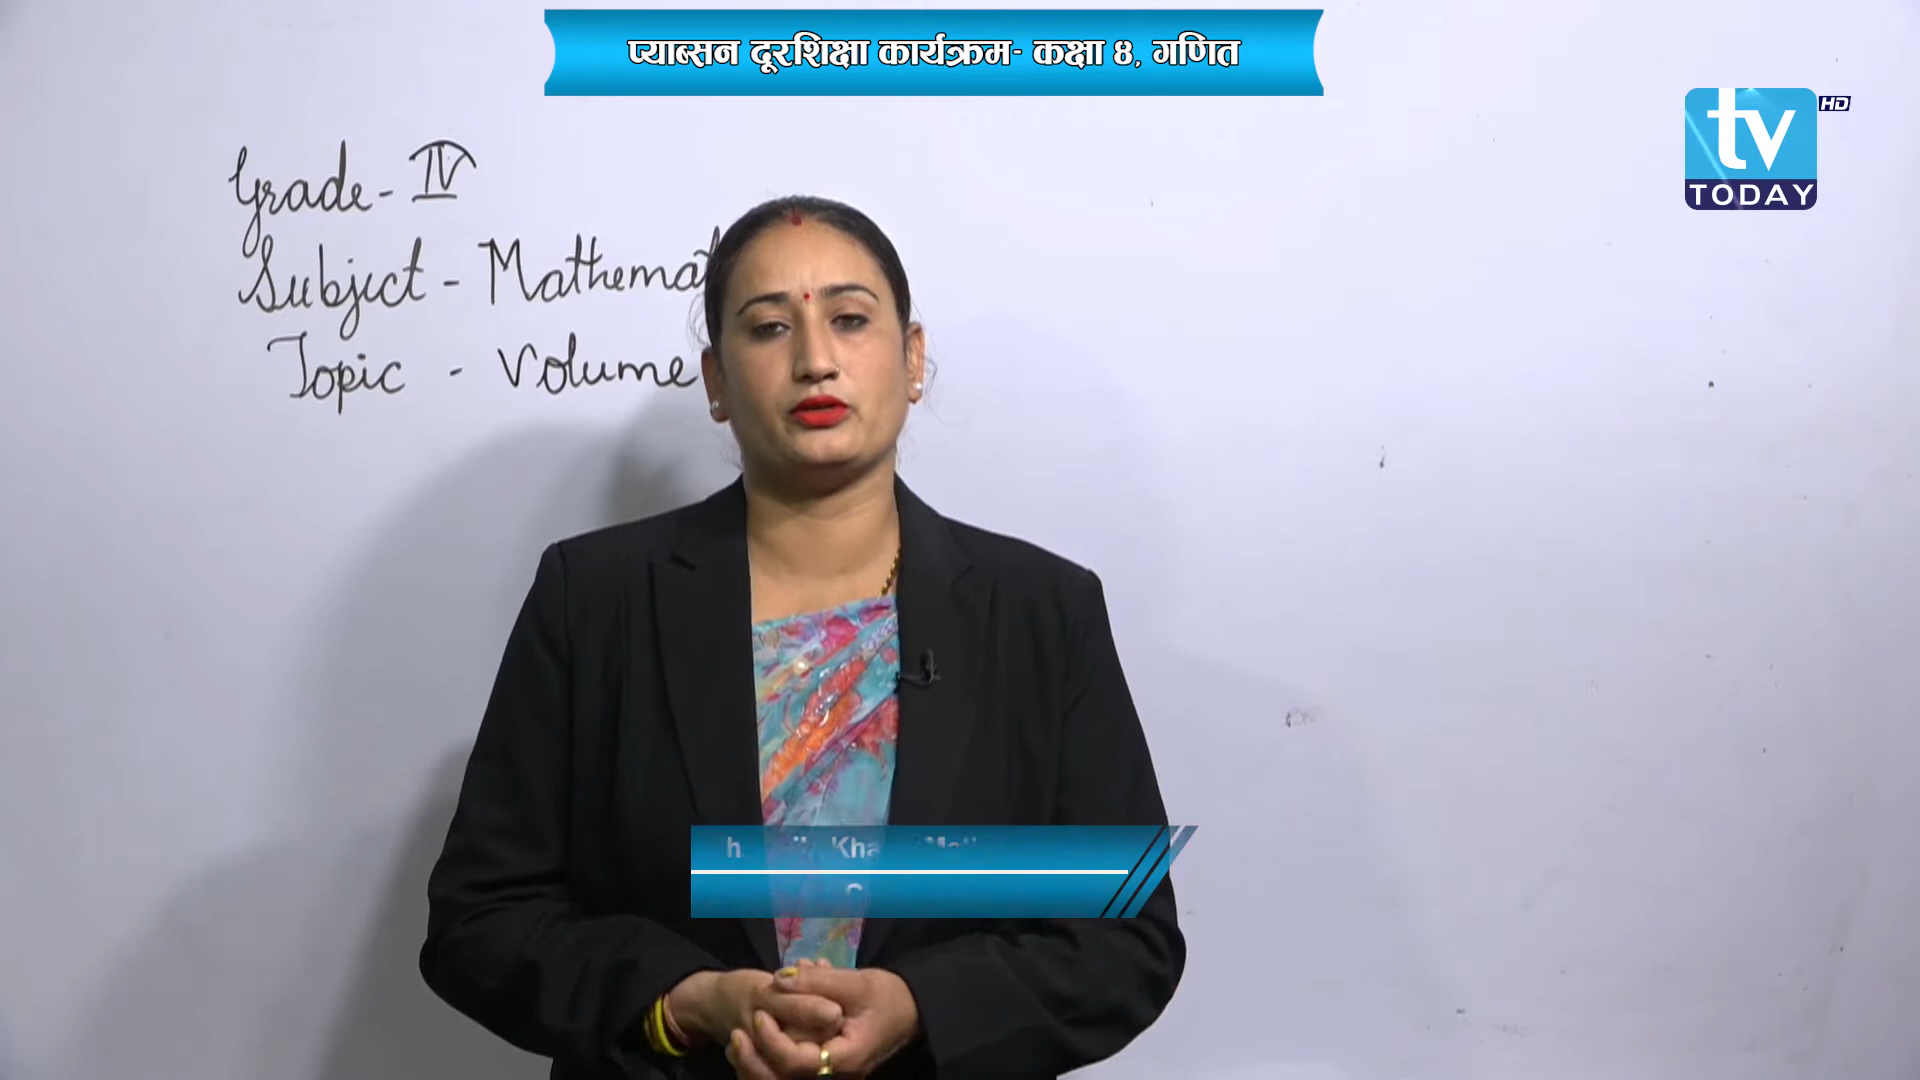 प्याब्सन दूरशिक्षा कार्यक्रम- कक्षा ४, गणित
tv HD
TODAY
Grade - IV
Subject - Mathemat
Topic - Volume